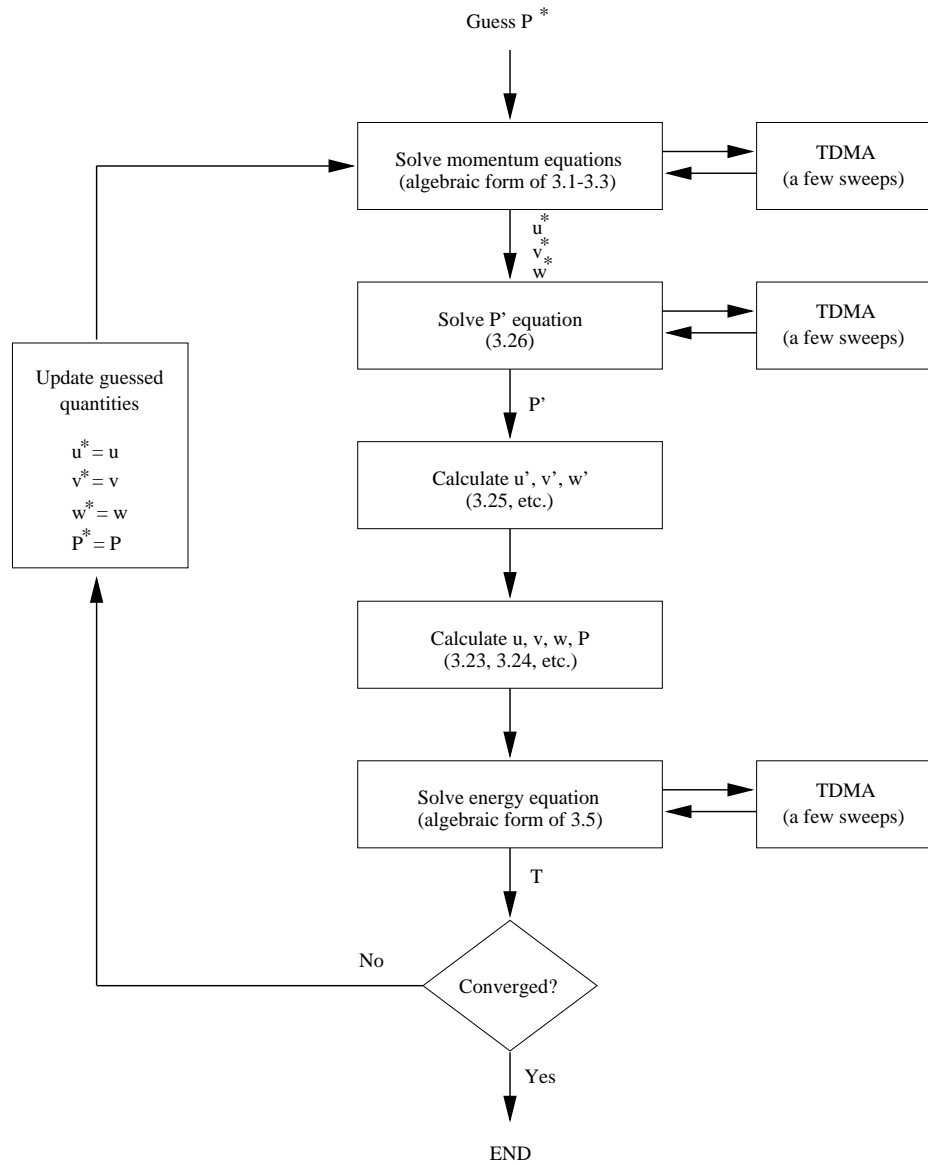 Guess P *
Solve momentum equations
(algebraic form of 3.1-3.3)
TDMA
(a few sweeps)
u*
v*
w*
Solve P' equation
(3.26)
TDMA
(a few sweeps)
Update guessed
quantities
u* = u
v* = v
w* = w
P* = P
P'
Calculate u', v', w'
(3.25, etc.)
Calculate u, v, w, P
(3.23, 3.24, etc.)
Solve energy equation
(algebraic form of 3.5)
TDMA
(a few sweeps)
T
No
Converged?
Yes
END